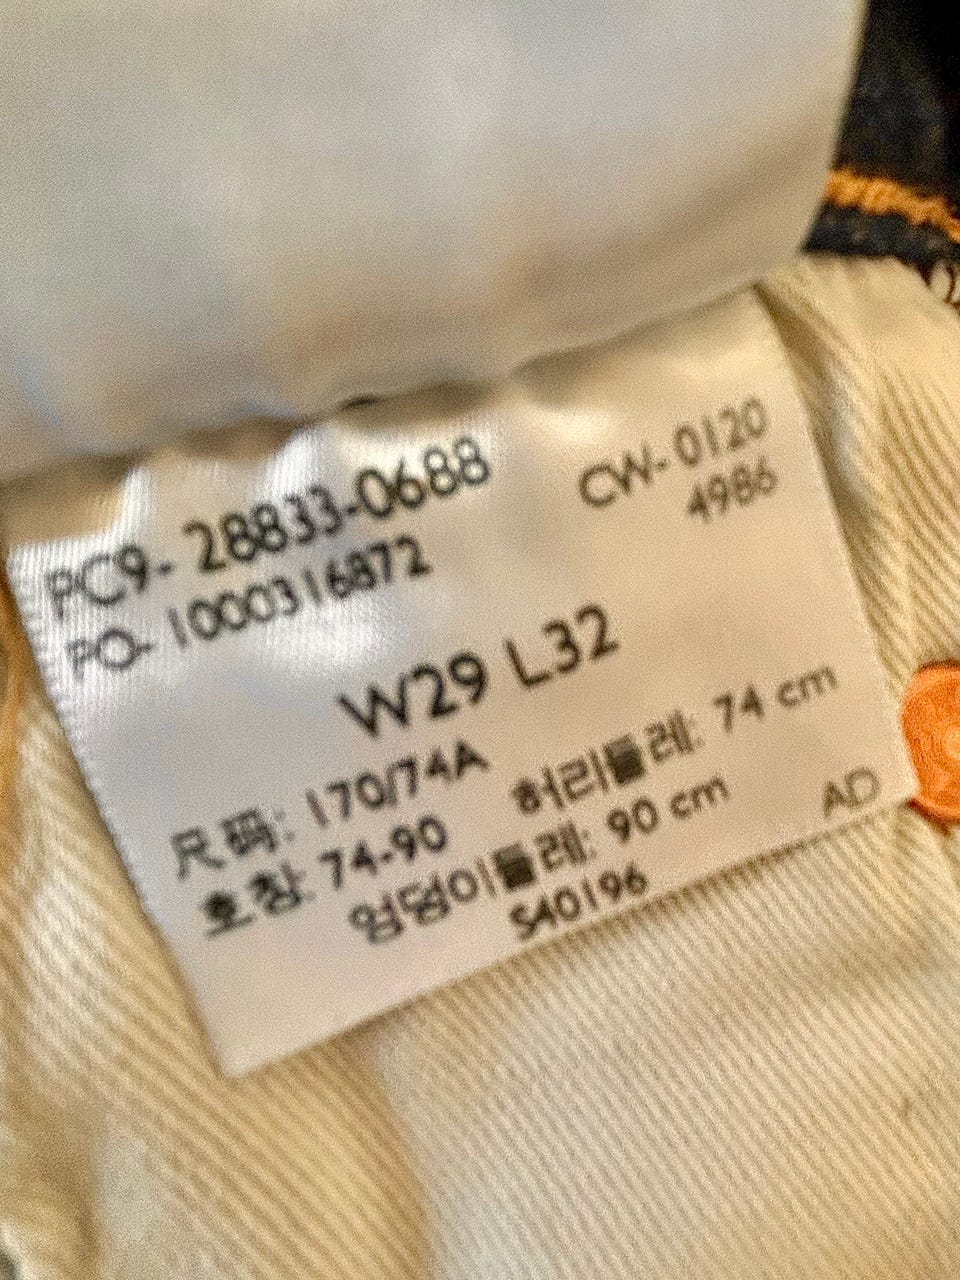 PC9- 28833-0688
CW- 0120
PO- 1000316872
4986
W29 L32
尺码: 170/74A
허리둘레: 74 cm
호칭: 74-90
엉덩이둘레: 90 cm
AD
S40196